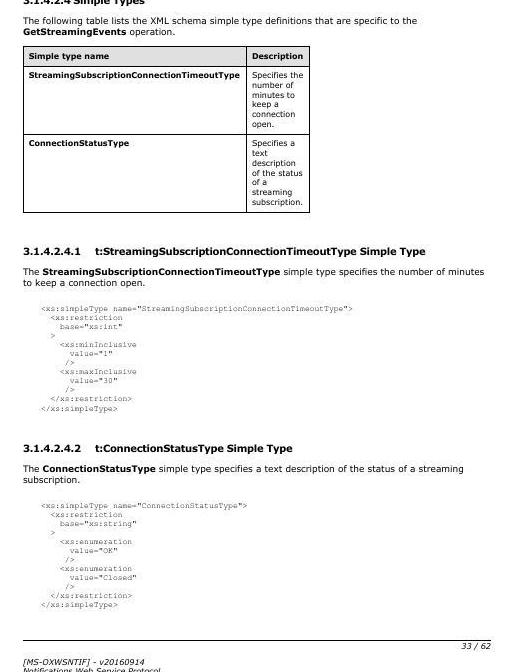 3.1.4.2.4 Simple Types
The following table lists the XML schema simple type definitions that are specific to the
GetStreamingEvents operation.
Simple type name Description
StreamingSubscriptionConnectionTimeoutType Specifies the
number of
minutes to
keep a
connection
open.
ConnectionStatusType Specifies a
text
description
of the status
of a
streaming
subscription.
3.1.4.2.4.1 t:StreamingSubscriptionConnectionTimeoutType Simple Type
The StreamingSubscriptionConnectionTimeoutType simple type specifies the number of minutes
to keep a connection open.
<xs:simpleType name="StreamingSubscriptionConnectionTimeoutType">
<xs:restriction
base="xs:int"
>
<xs:minInclusive
value="1"
/>
<xs:maxInclusive
value="30"
/>
</xs:restriction>
</xs:simpleType>
3.1.4.2.4.2 t:ConnectionStatusType Simple Type
The ConnectionStatusType simple type specifies a text description of the status of a streaming
subscription.
<xs:simpleType name="ConnectionStatusType">
<xs:restriction
base="xs:string"
>
<xs:enumeration
value="OK"
/>
<xs:enumeration
value="Closed"
/>
</xs:restriction>
</xs:simpleType>
33 / 62
[MS-OXWSNTIF] - v20160914
Notifications Web Service Protocol